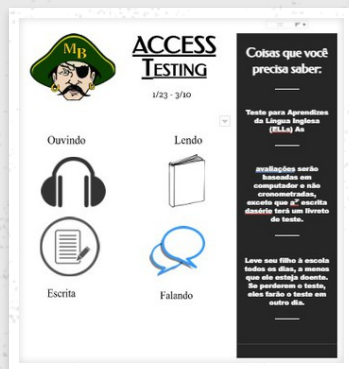 MB
ACCESS
TESTING
1/23 - 3/10
Ouvindo
Lendo
Escrita
Falando
Coisas que você
precisa saber:
Teste para Aprendizes
da Língua Inglesa
(ELLs) As
avaliações serão
baseadas em
computador e não
cronometradas,
exceto que a escrita
dasérie terá um livreto
de teste.
Leve seu filho à escola
todos os dias, a menos
que ele esteja doente.
Se perderem o teste,
eles farão o teste em
outro dia.